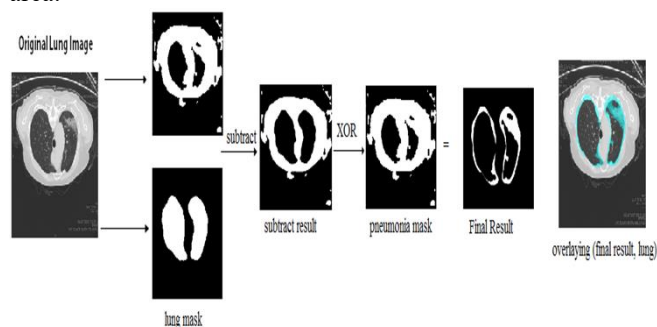 Original Lung Image
subtract
XOR
=
subtract result
pneumonia mask
Final Result
overlaying (final result, lung)
lung mask